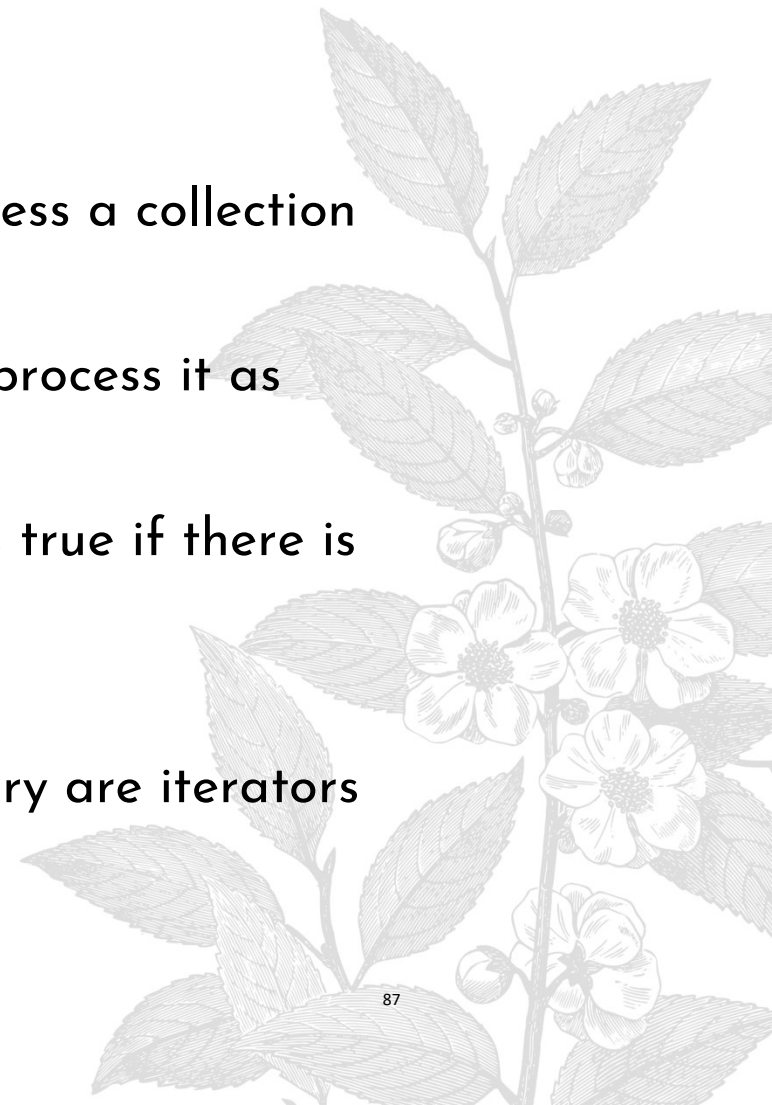 ess a collection
process it as
true if there is
ry are iterators
87